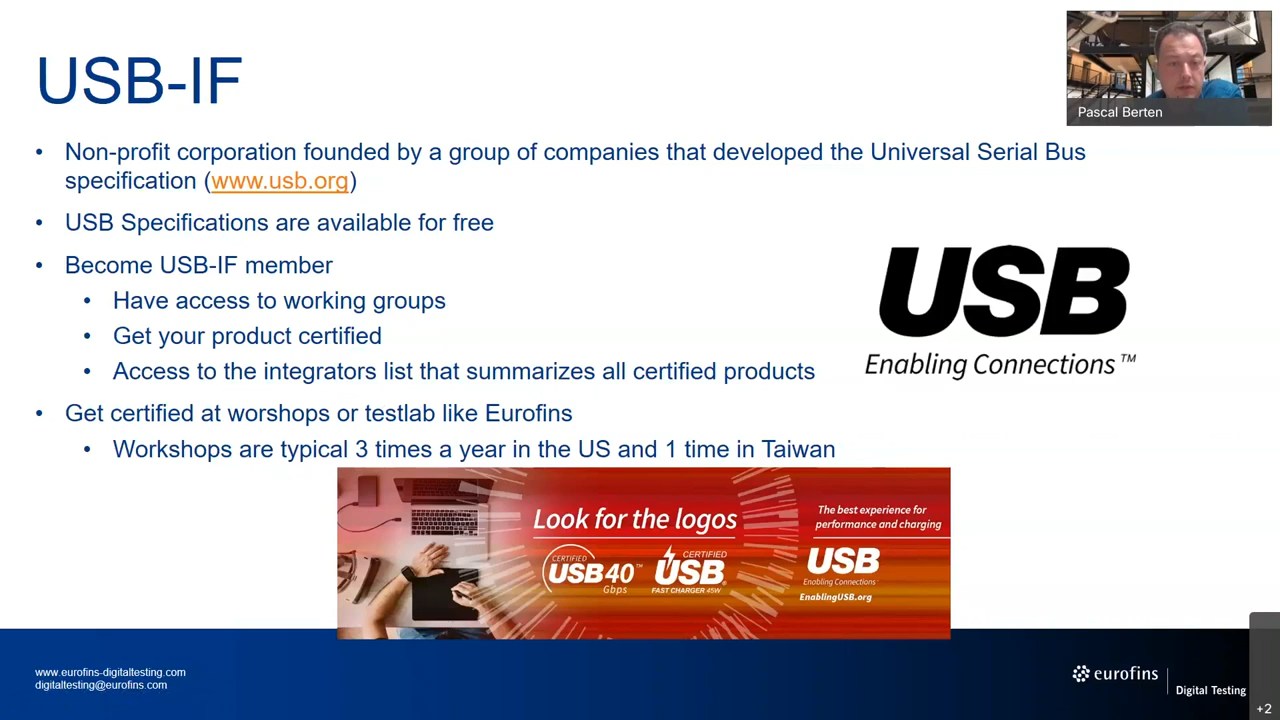 USB-IF
Pascal Berten
• Non-profit corporation founded by a group of companies that developed the Universal Serial Bus
specification (www.usb.org)
• USB Specifications are available for free
• Become USB-IF member
• Have access to working groups
• Get your product certified
• Access to the integrators list that summarizes all certified products
• Get certified at worshops or testlab like Eurofins
• Workshops are typical 3 times a year in the US and 1 time in Taiwan
USB
Enabling Connections™
Look for the logos
CERTIFIED
USB40™
Gbps
CERTIFIED
USB®
FAST CHARGER 45W
The best experience for
performance and charging
USB
Enabling Connections™
EnablingUSB.org
www.eurofins-digitaltesting.com
digitaltesting@eurofins.com
eurofins
Digital Testing
+2